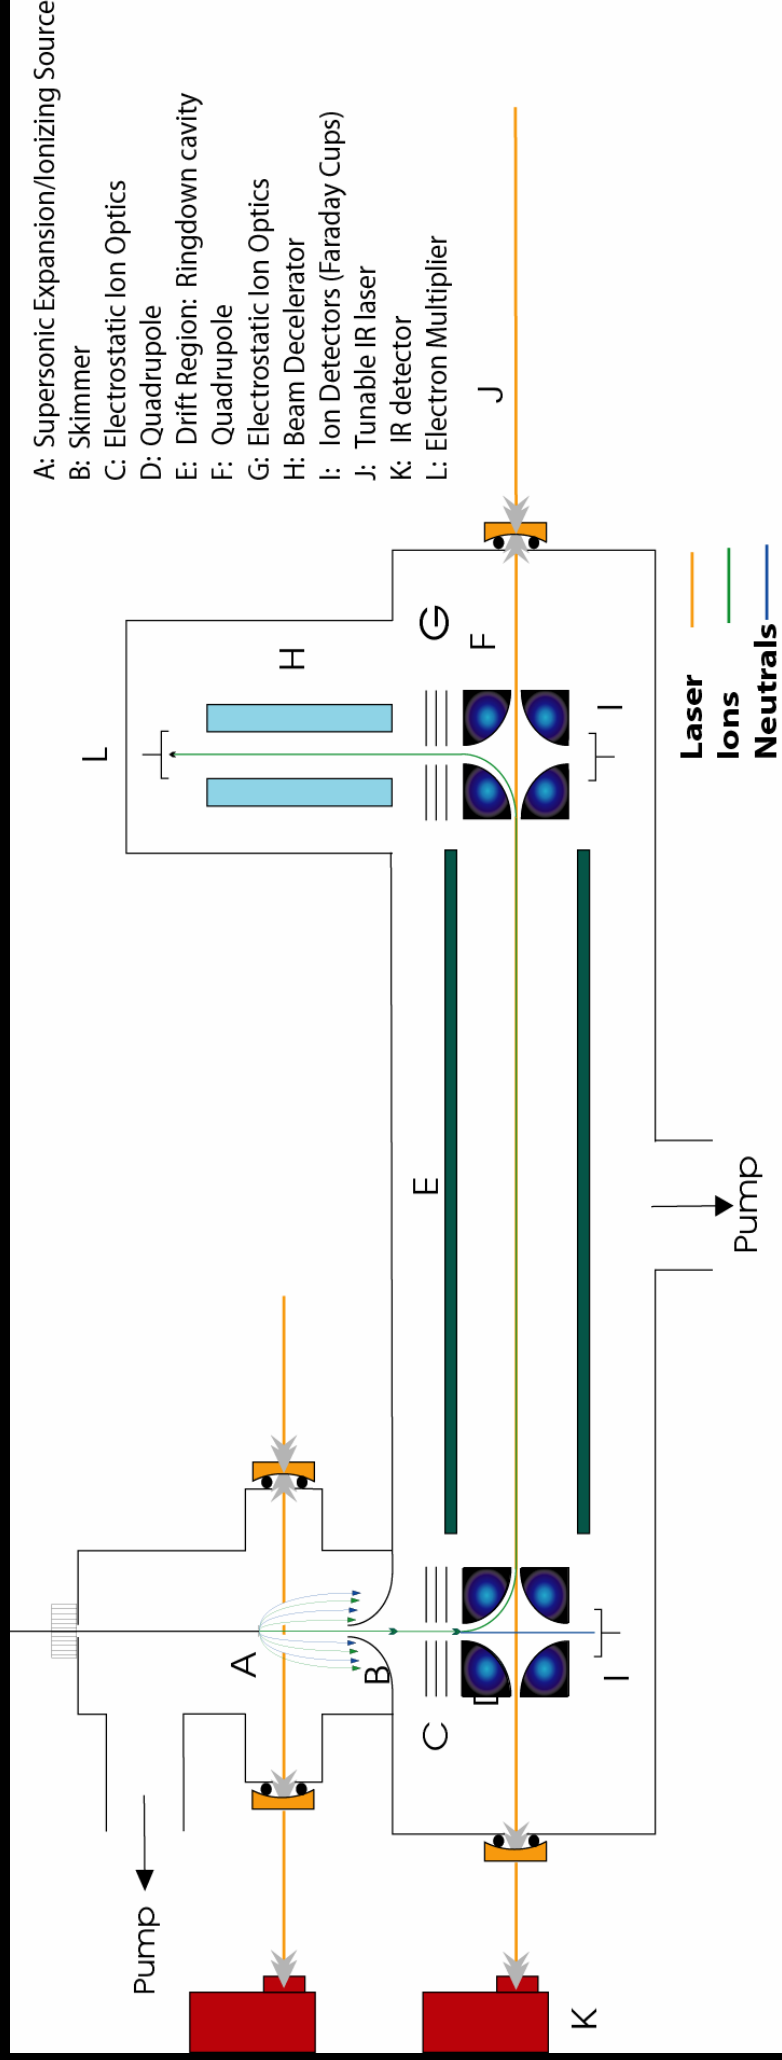 A: Supersonic Expansion/Ionizing Source
B: Skimmer
C: Electrostatic Ion Optics
D: Quadrupole
E: Drift Region: Ringdown cavity
F: Quadrupole
G: Electrostatic Ion Optics
H: Beam Decelerator
I: Ion Detectors (Faraday Cups)
J: Tunable IR laser
K: IR detector
L: Electron Multiplier
Pump
A
B
C
D
I
E
L
H
G
F
I
J
K
Pump
Laser
Ions
Neutrals